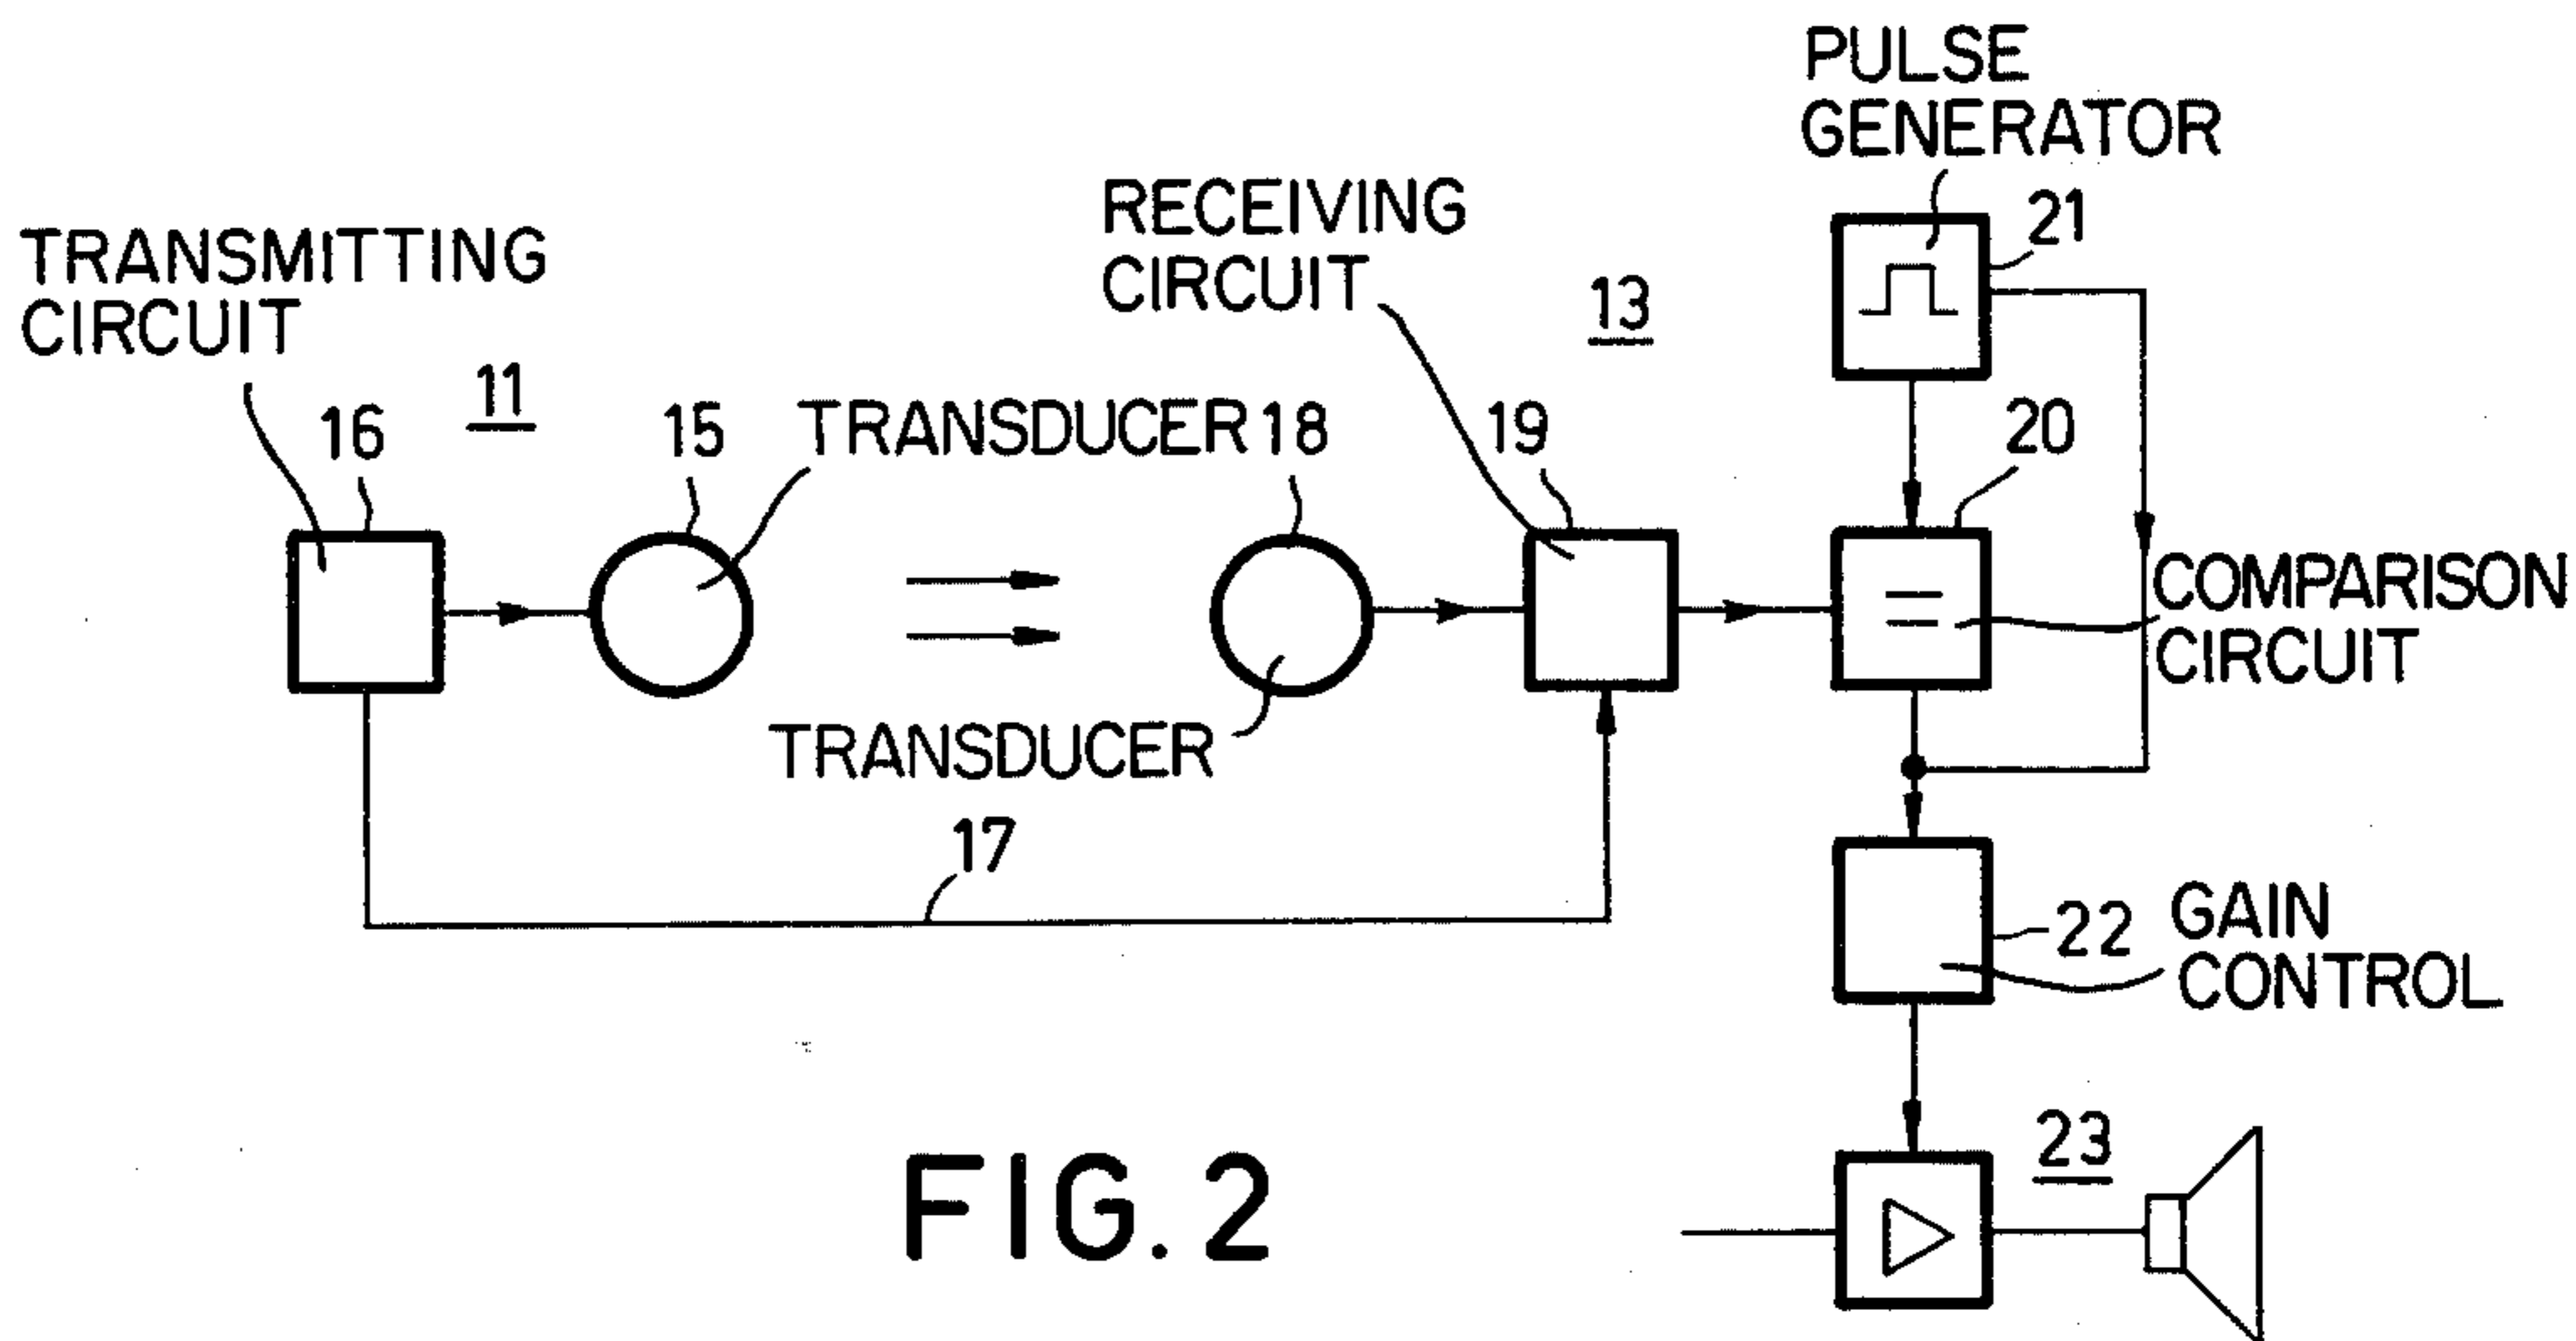 PULSE
GENERATOR
21
RECEIVING
CIRCUIT
13
TRANSMITTING
CIRCUIT
11
16
15
TRANSDUCER
18
19
20
COMPARISON
CIRCUIT
TRANSDUCER
17
22
GAIN
CONTROL
23
FIG. 2